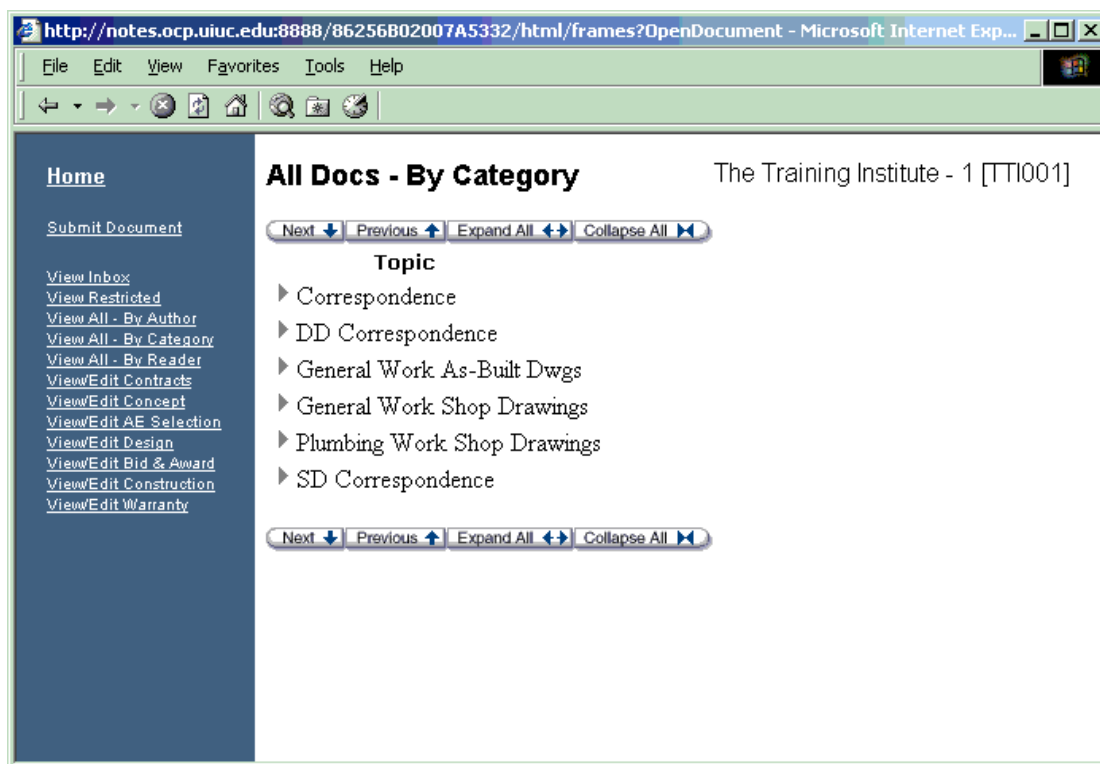 http://notes.ocp.uiuc.edu:8888/86256B02007A5332/html/frames?OpenDocument - Microsoft Internet Exp...
File Edit View Favorites Tools Help
Home
Submit Document
View Inbox
View Restricted
View All - By Author
View All - By Category
View All - By Reader
View/Edit Contracts
View/Edit Concept
View/Edit AE Selection
View/Edit Design
View/Edit Bid & Award
View/Edit Construction
View/Edit Warranty
All Docs - By Category
The Training Institute - 1 [TTI001]
Next Previous Expand All Collapse All
Topic
Correspondence
DD Correspondence
General Work As-Built Dwgs
General Work Shop Drawings
Plumbing Work Shop Drawings
SD Correspondence
Next Previous Expand All Collapse All